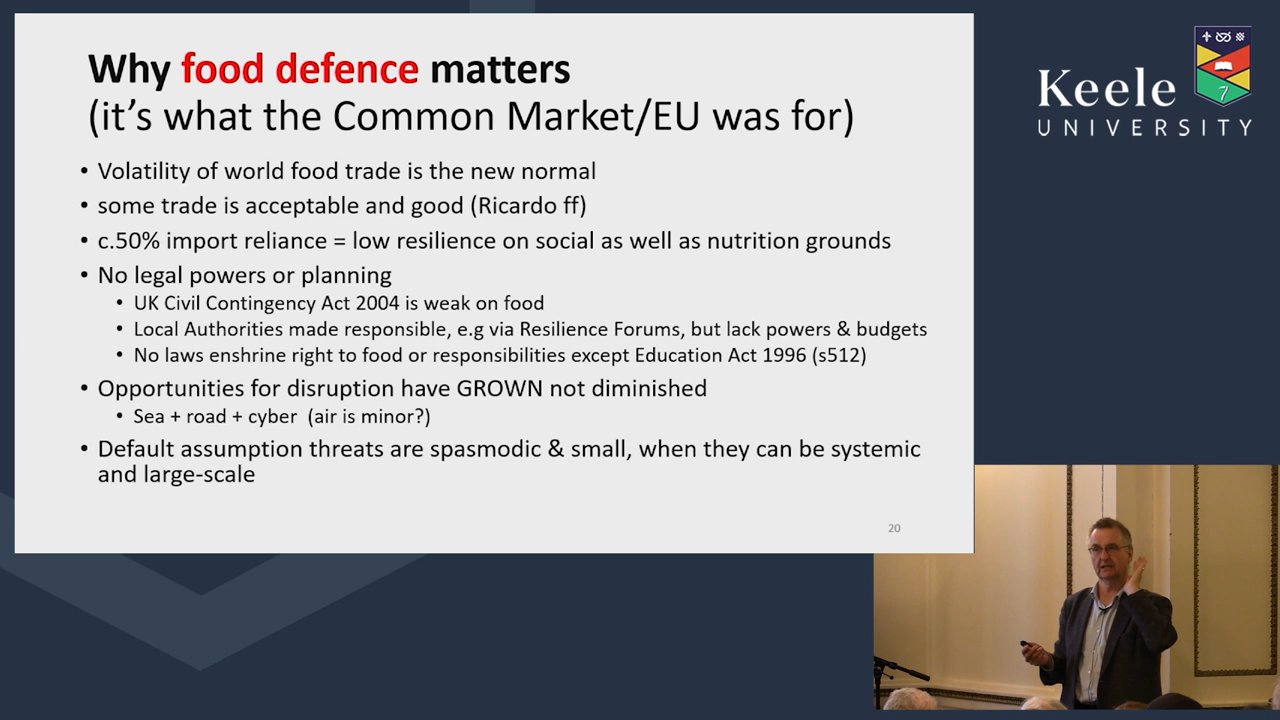 Why food defence matters
(it's what the Common Market/EU was for)
• Volatility of world food trade is the new normal
• some trade is acceptable and good (Ricardo ff)
• c.50% import reliance = low resilience on social as well as nutrition grounds
• No legal powers or planning
• UK Civil Contingency Act 2004 is weak on food
• Local Authorities made responsible, e.g via Resilience Forums, but lack powers & budgets
• No laws enshrine right to food or responsibilities except Education Act 1996 (s512)
• Opportunities for disruption have GROWN not diminished
• Sea + road + cyber (air is minor?)
• Default assumption threats are spasmodic & small, when they can be systemic
and large-scale
20
Keele
UNIVERSITY